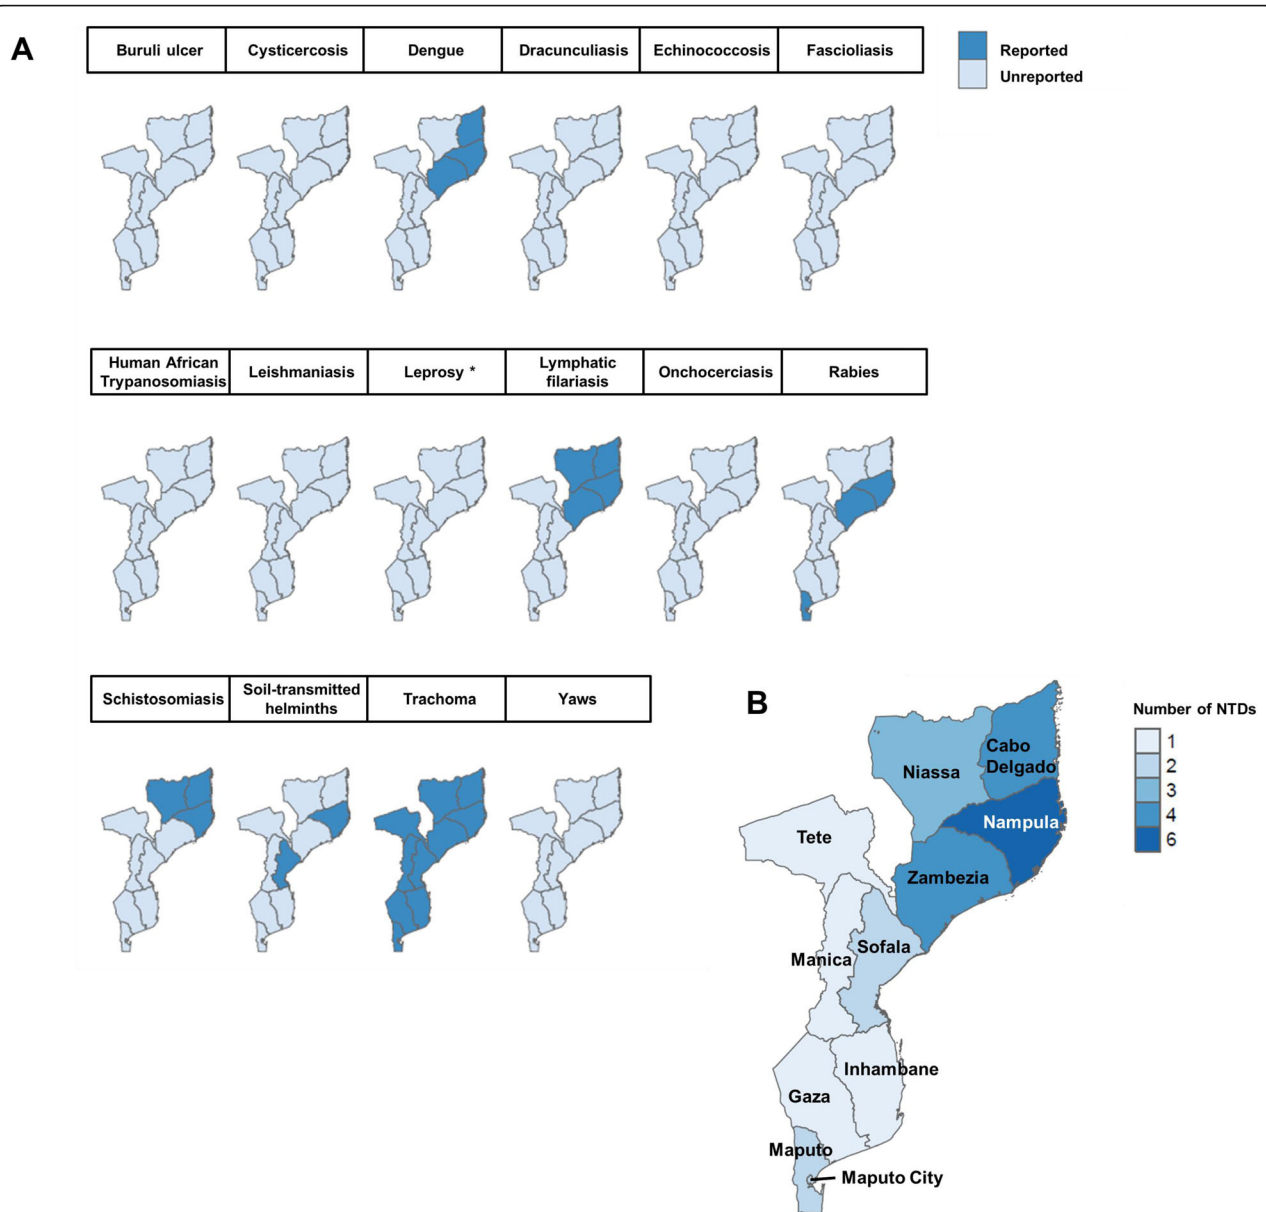 A
Buruli ulcer
Cysticercosis
Dengue
Dracunculiasis
Echinococcosis
Fascioliasis
Reported
Unreported
Human African
Trypanosomiasis
Leishmaniasis
Leprosy *
Lymphatic
filariasis
Onchocerciasis
Rabies
Schistosomiasis
Soil-transmitted
helminths
Trachoma
Yaws
B
Number of NTDs
1
2
3
4
6
Cabo
Delgado
Niassa
Nampula
Tete
Zambezia
Sofala
Manica
Inhambane
Gaza
Maputo
Maputo City